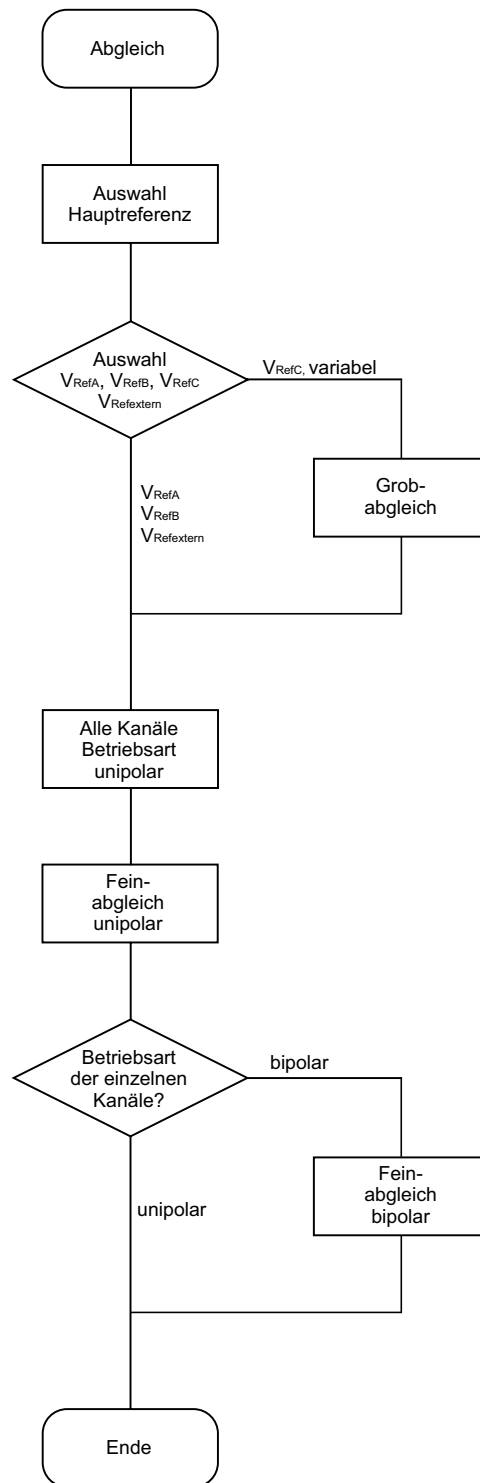 Abgleich
Auswahl
Hauptreferenz
Auswahl
VRefA, VRefB, VRefC
VRefextern
VRefC, variabel
Grob-
abgleich
VRefA
VRefB
VRefextern
Alle Kanäle
Betriebsart
unipolar
Fein-
abgleich
unipolar
Betriebsart
der einzelnen
Kanäle?
bipolar
Fein-
abgleich
bipolar
unipolar
Ende